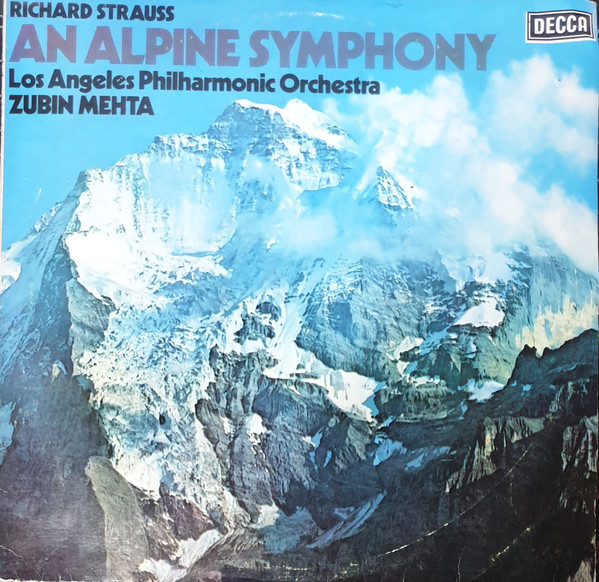 RICHARD STRAUSS
DECCA
AN ALPINE SYMPHONY
Los Angeles Philharmonic Orchestra
ZUBIN MEHTA